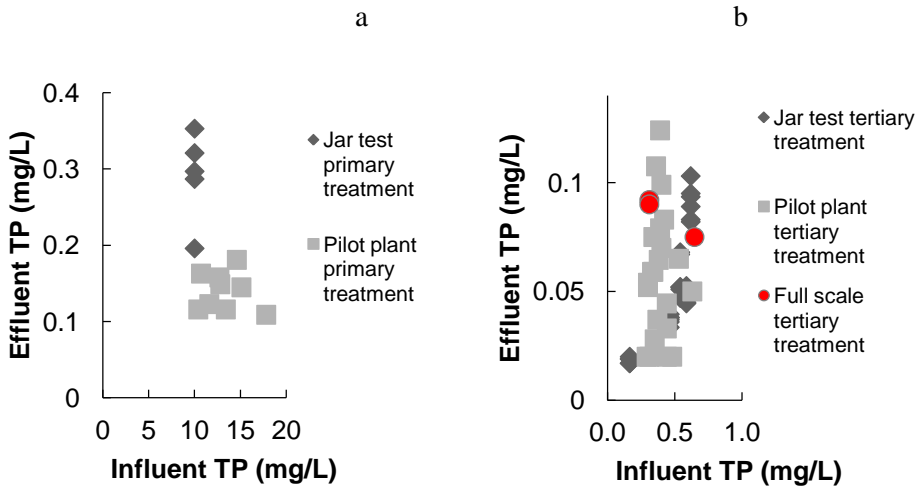 a
Effluent TP (mg/L)
0.4
0.3
0.2
0.1
0
0
5
10
15
20
Influent TP (mg/L)
Jar test
primary
treatment
Pilot plant
primary
treatment
b
Effluent TP (mg/L)
0.1
0.05
0
0.0
0.5
1.0
Influent TP (mg/L)
Jar test tertiary
treatment
Pilot plant
tertiary
treatment
Full scale
tertiary
treatment